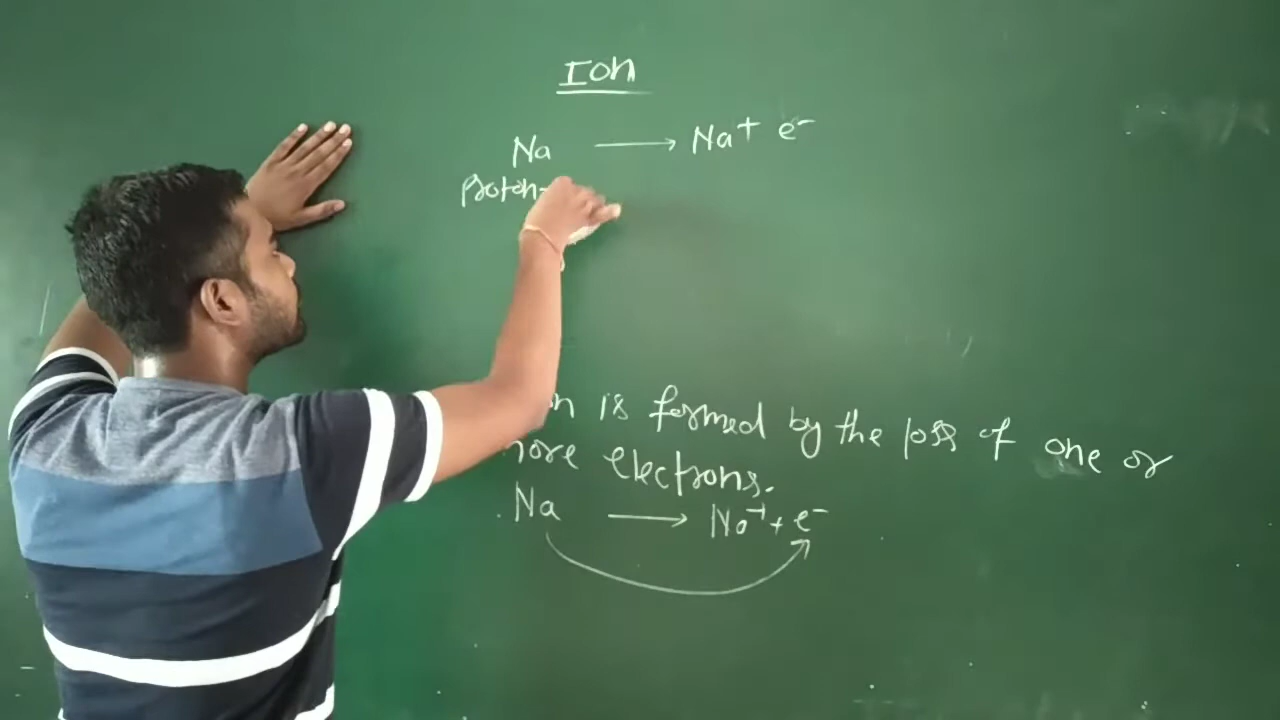 Ion
Na → Na+ e-
Proton-
is formed by the loss of one or
more electrons.
Na → Na+ + e-